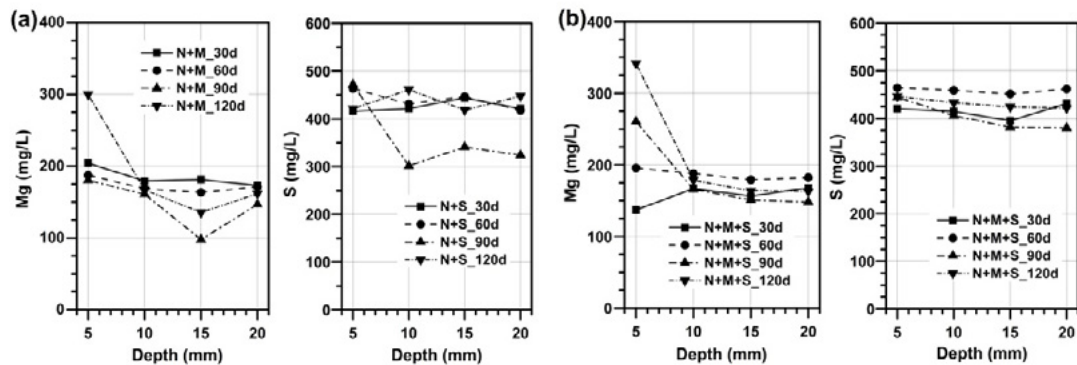 (a)
400
300
200
100
0
Mg (mg/L)
N+M_30d
N+M_60d
N+M_90d
N+M_120d
5 10 15 20
Depth (mm)
600
500
400
300
200
100
0
S (mg/L)
N+S_30d
N+S_60d
N+S_90d
N+S_120d
5 10 15 20
Depth (mm)
(b)
400
300
200
100
0
Mg (mg/L)
N+M+S_30d
N+M+S_60d
N+M+S_90d
N+M+S_120d
5 10 15 20
Depth (mm)
600
500
400
300
200
100
0
S (mg/L)
N+M+S_30d
N+M+S_60d
N+M+S_90d
N+M+S_120d
5 10 15 20
Depth (mm)